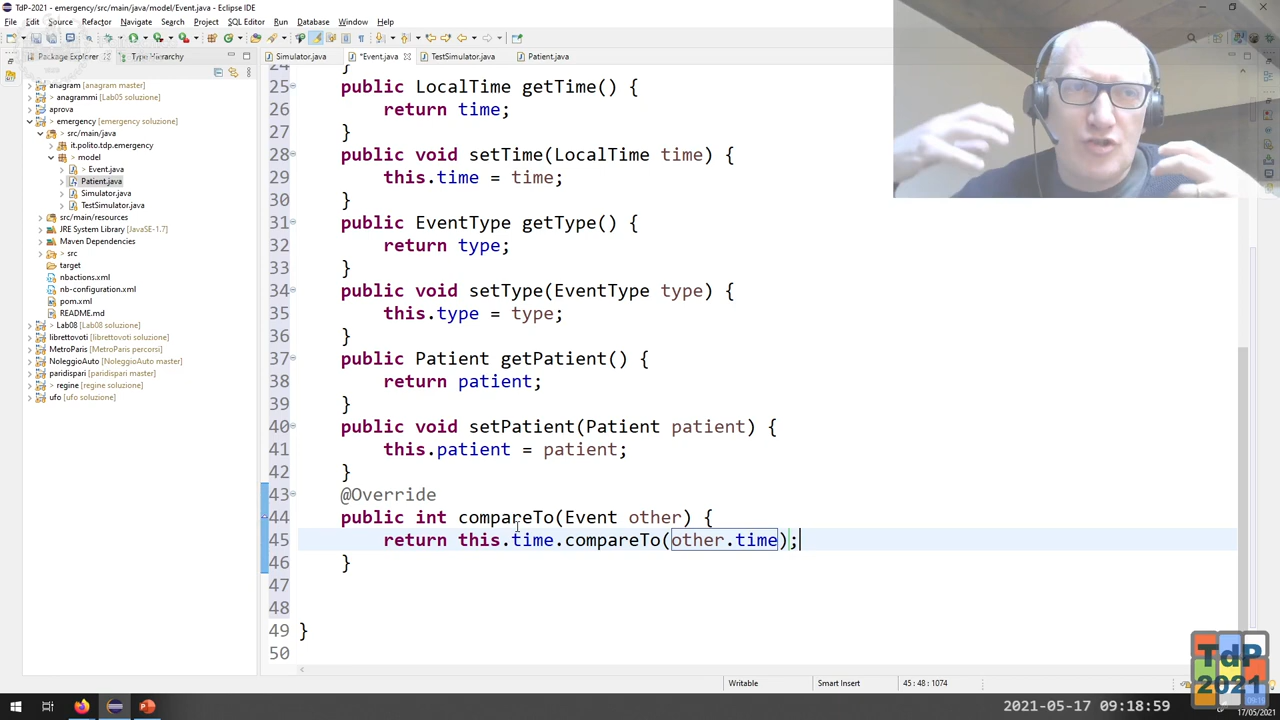 TdP-2021 - emergency/src/main/java/model/Event.java - Eclipse IDE
File Edit Source Refactor Navigate Search Project SQL Editor Run Database Window Help
Package Explorer
Type Hierarchy
Simulator.java
*Event.java
TestSimulator.java
Patient.java
anagram [anagram master]
> anagrammi [Lab05 soluzione]
aprova
> emergency [emergency soluzione]
> src/main/java
> it.polito.tdp.emergency
> model
> Event.java
Patient.java
Simulator.java
TestSimulator.java
src/main/resources
JRE System Library [JavaSE-1.7]
Maven Dependencies
> src
target
nbactions.xml
nb-configuration.xml
pom.xml
README.md
> Lab08 [Lab08 soluzione]
librettovoti [librettovoti soluzione]
MetroParis [MetroParis percorsi]
NoleggioAuto [NoleggioAuto master]
paridispari [paridispari master]
> regine [regine soluzione]
ufo [ufo soluzione]
24 }
25 public LocalTime getTime() {
26 return time;
27 }
28 public void setTime(LocalTime time) {
29 this.time = time;
30 }
31 public EventType getType() {
32 return type;
33 }
34 public void setType(EventType type) {
35 this.type = type;
36 }
37 public Patient getPatient() {
38 return patient;
39 }
40 public void setPatient(Patient patient) {
41 this.patient = patient;
42 }
43 @Override
44 public int compareTo(Event other) {
45 return this.time.compareTo(other.time);
46 }
47
48
49 }
50
Writable
Smart Insert
45 : 48 : 1074
TdP
2021
2021-05-17 09:18:59
17/05/2021